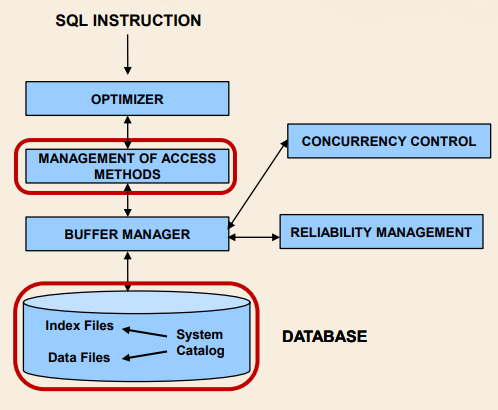 SQL INSTRUCTION
OPTIMIZER
MANAGEMENT OF ACCESS
METHODS
CONCURRENCY CONTROL
BUFFER MANAGER
RELIABILITY MANAGEMENT
Index Files
System
Catalog
Data Files
DATABASE